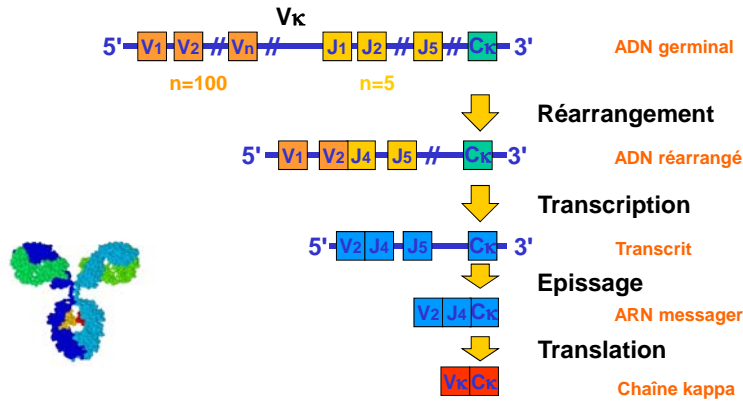 Vκ
5' V1 V2 // Vn // J1 J2 // J5 // Cκ 3' ADN germinal
n=100 n=5
Réarrangement
5' V1 V2 J4 J5 // Cκ 3' ADN réarrangé
Transcription
5' V2 J4 J5 Cκ 3' Transcrit
Epissage
V2 J4 Cκ ARN messager
Translation
Vκ Cκ Chaîne kappa